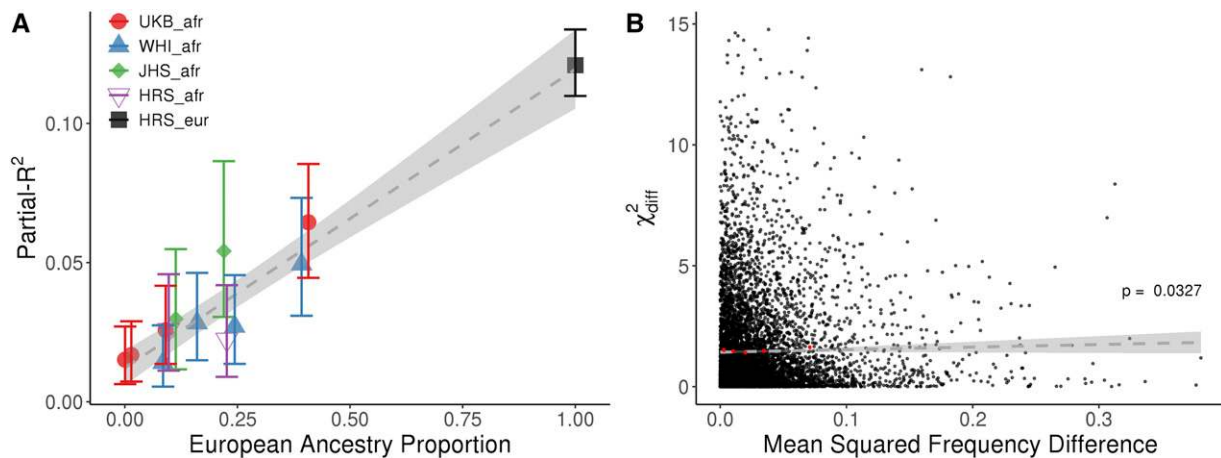 A
UKB_afr
WHI_afr
JHS_afr
HRS_afr
HRS_eur
Partial-R²
0.10
0.05
0.00
0.00 0.25 0.50 0.75 1.00
European Ancestry Proportion
B
χ²diff
15
10
5
0
p = 0.0327
0.0 0.1 0.2 0.3
Mean Squared Frequency Difference